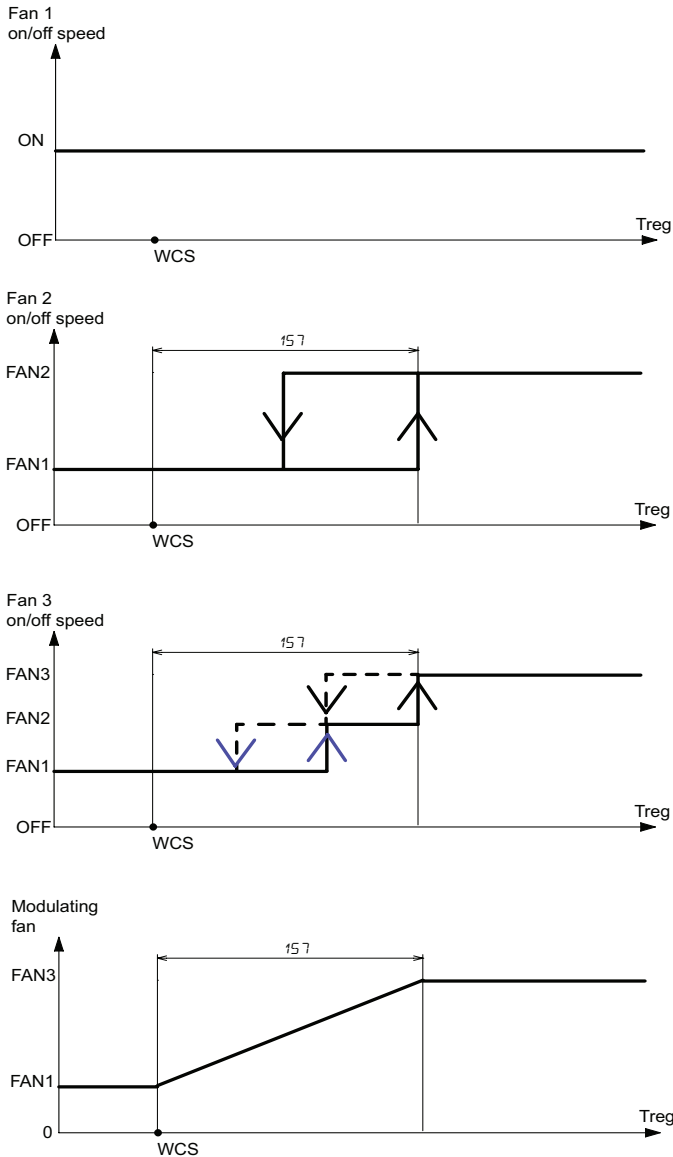 Fan 1
on/off speed
ON
OFF
Treg
WCS
Fan 2
on/off speed
157
FAN2
FAN1
OFF
Treg
WCS
Fan 3
on/off speed
157
FAN3
FAN2
FAN1
OFF
Treg
WCS
Modulating
fan
157
FAN3
FAN1
0
Treg
WCS